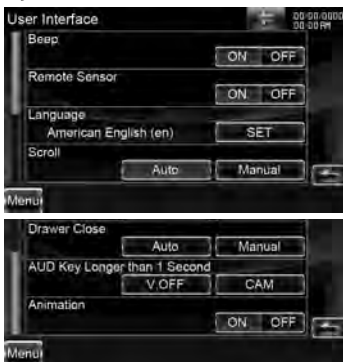 User Interface
00/00/0000
00:00 AM
Beep
ON OFF
Remote Sensor
ON OFF
Language
American English (en) SET
Scroll
Auto Manual
Menu
Drawer Close
Auto Manual
AUD Key Longer than 1 Second
V.OFF CAM
Animation
ON OFF
Menu